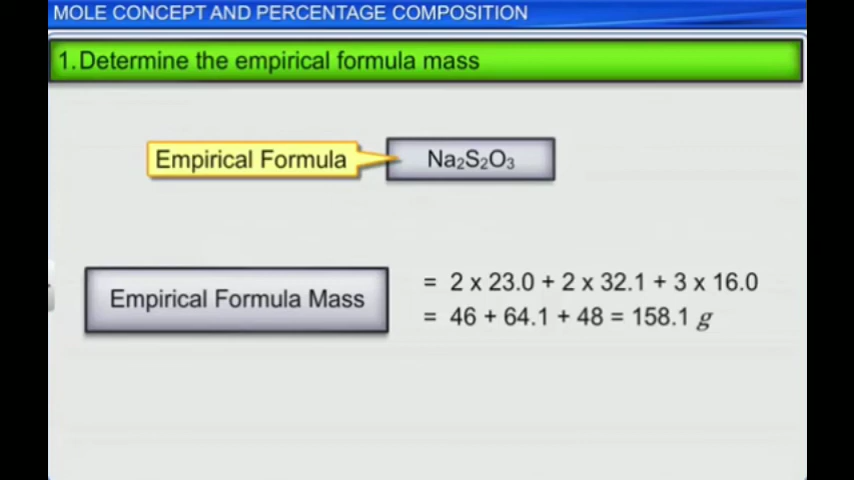 MOLE CONCEPT AND PERCENTAGE COMPOSITION
1. Determine the empirical formula mass
Empirical Formula
Na₂S₂O₃
Empirical Formula Mass
= 2 x 23.0 + 2 x 32.1 + 3 x 16.0
= 46 + 64.1 + 48 = 158.1 g